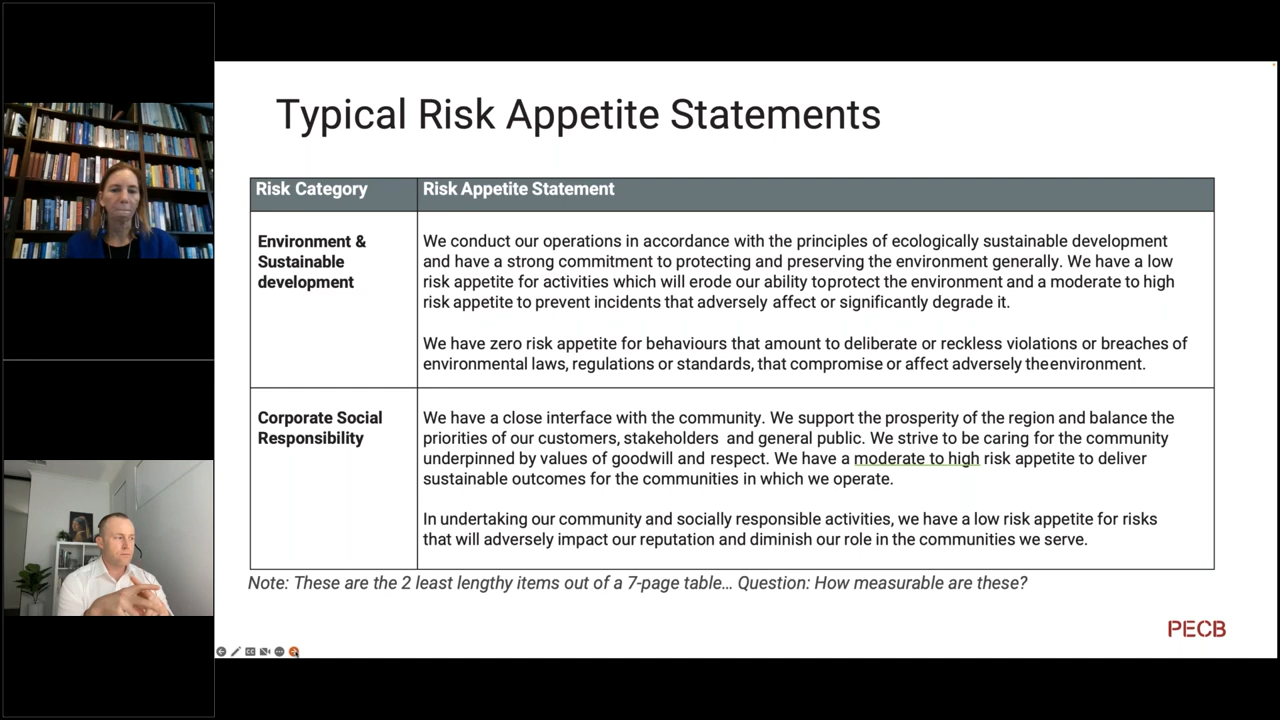 Typical Risk Appetite Statements
Risk Category
Risk Appetite Statement
Environment &
Sustainable
development
We conduct our operations in accordance with the principles of ecologically sustainable development
and have a strong commitment to protecting and preserving the environment generally. We have a low
risk appetite for activities which will erode our ability toprotect the environment and a moderate to high
risk appetite to prevent incidents that adversely affect or significantly degrade it.
We have zero risk appetite for behaviours that amount to deliberate or reckless violations or breaches of
environmental laws, regulations or standards, that compromise or affect adversely theenvironment.
Corporate Social
Responsibility
We have a close interface with the community. We support the prosperity of the region and balance the
priorities of our customers, stakeholders and general public. We strive to be caring for the community
underpinned by values of goodwill and respect. We have a moderate to high risk appetite to deliver
sustainable outcomes for the communities in which we operate.
In undertaking our community and socially responsible activities, we have a low risk appetite for risks
that will adversely impact our reputation and diminish our role in the communities we serve.
Note: These are the 2 least lengthy items out of a 7-page table… Question: How measurable are these?
PECB